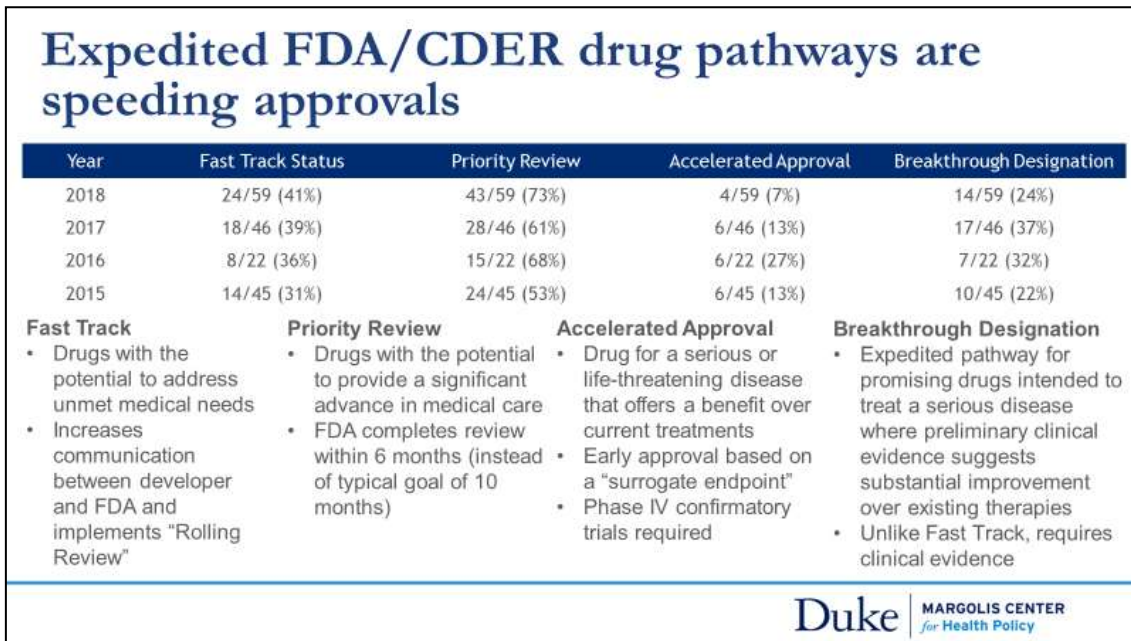 Expedited FDA/CDER drug pathways are
speeding approvals
Year Fast Track Status Priority Review Accelerated Approval Breakthrough Designation
2018 24/59 (41%) 43/59 (73%) 4/59 (7%) 14/59 (24%)
2017 18/46 (39%) 28/46 (61%) 6/46 (13%) 17/46 (37%)
2016 8/22 (36%) 15/22 (68%) 6/22 (27%) 7/22 (32%)
2015 14/45 (31%) 24/45 (53%) 6/45 (13%) 10/45 (22%)
Fast Track
• Drugs with the
potential to address
unmet medical needs
• Increases
communication
between developer
and FDA and
implements “Rolling
Review”
Priority Review
• Drugs with the potential
to provide a significant
advance in medical care
• FDA completes review
within 6 months (instead
of typical goal of 10
months)
Accelerated Approval
• Drug for a serious or
life-threatening disease
that offers a benefit over
current treatments
• Early approval based on
a “surrogate endpoint”
• Phase IV confirmatory
trials required
Breakthrough Designation
• Expedited pathway for
promising drugs intended to
treat a serious disease
where preliminary clinical
evidence suggests
substantial improvement
over existing therapies
• Unlike Fast Track, requires
clinical evidence
Duke MARGOLIS CENTER
for Health Policy